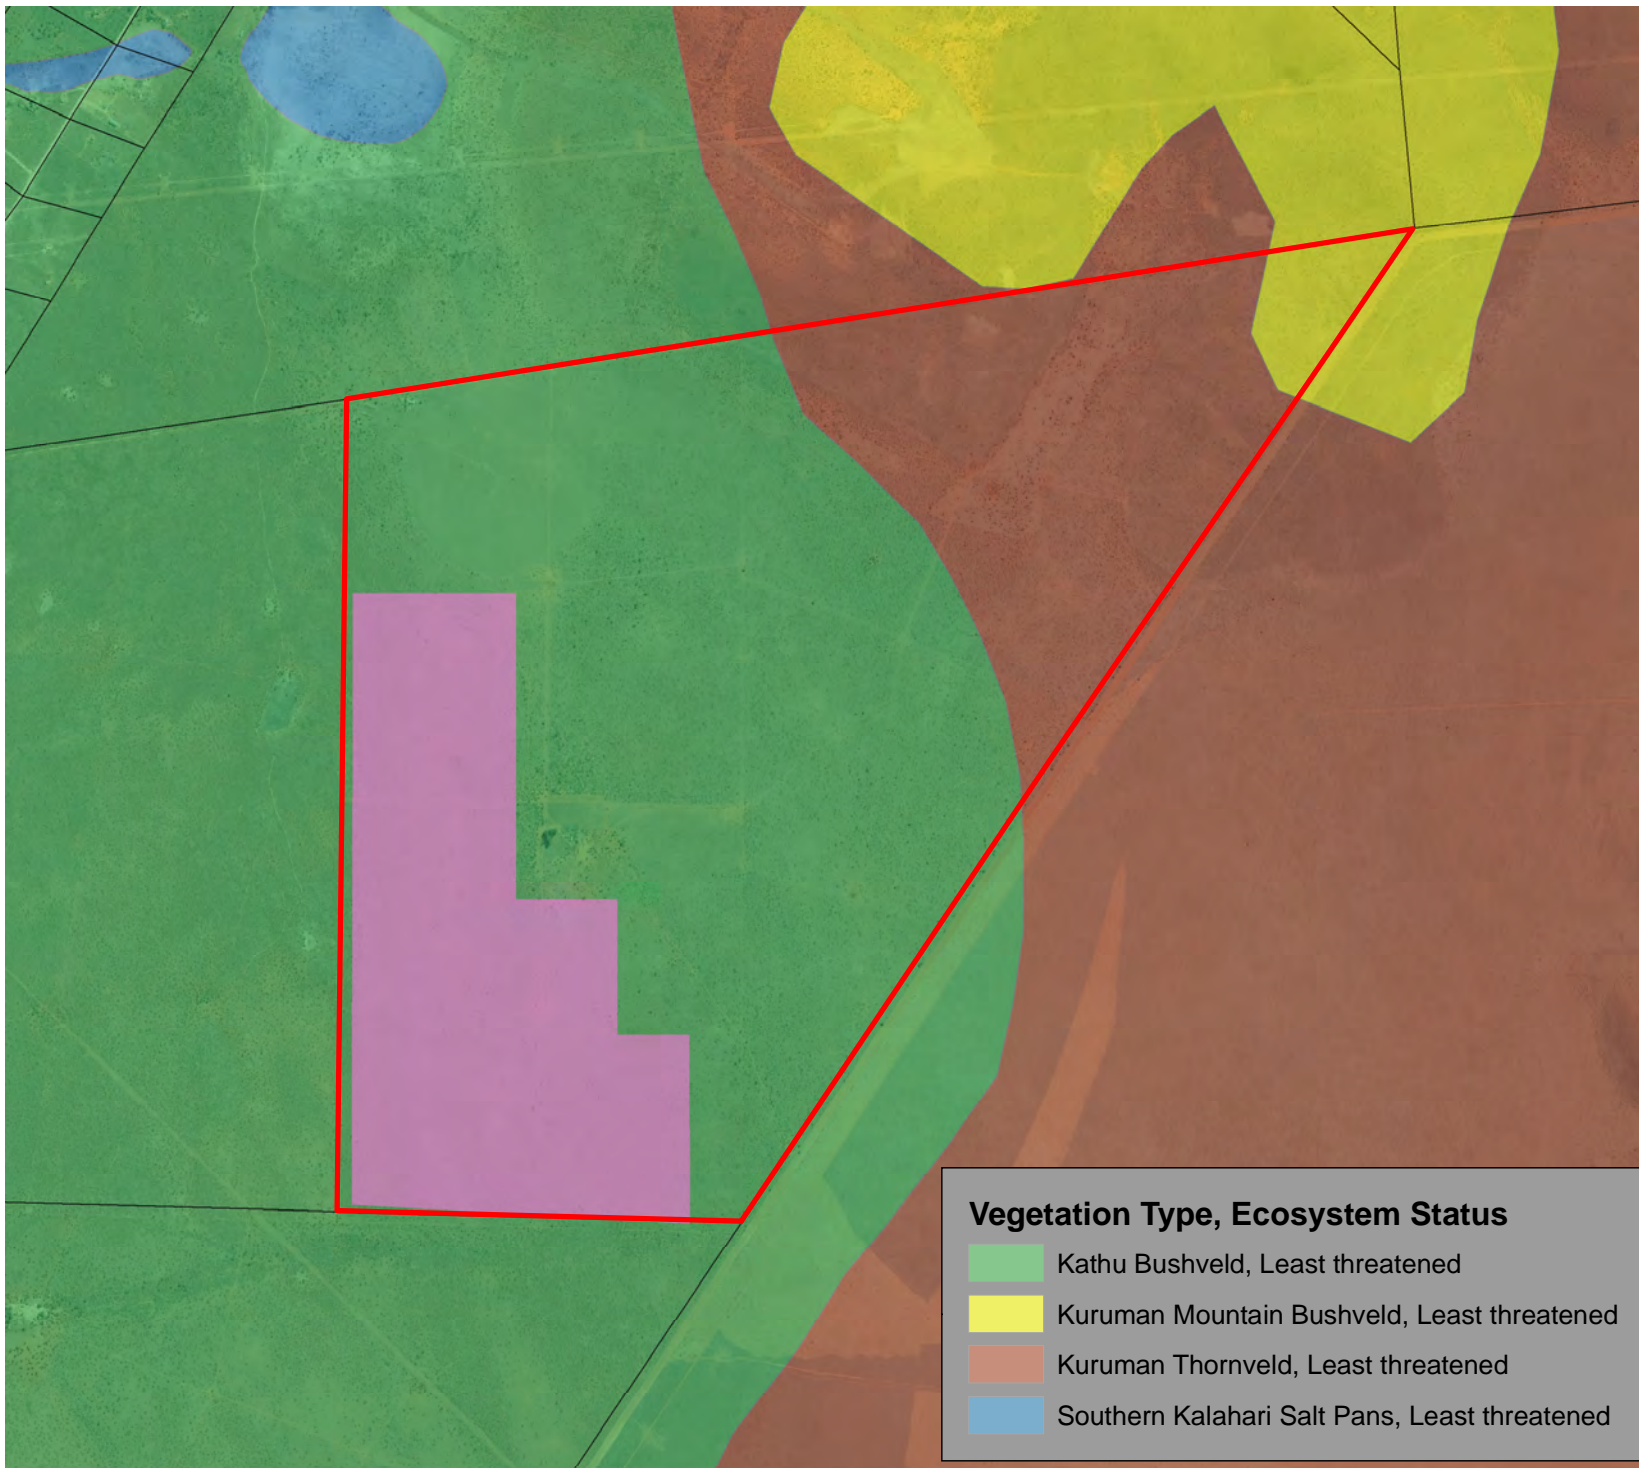 Vegetation Type, Ecosystem Status
Kathu Bushveld, Least threatened
Kuruman Mountain Bushveld, Least threatened
Kuruman Thornveld, Least threatened
Southern Kalahari Salt Pans, Least threatened